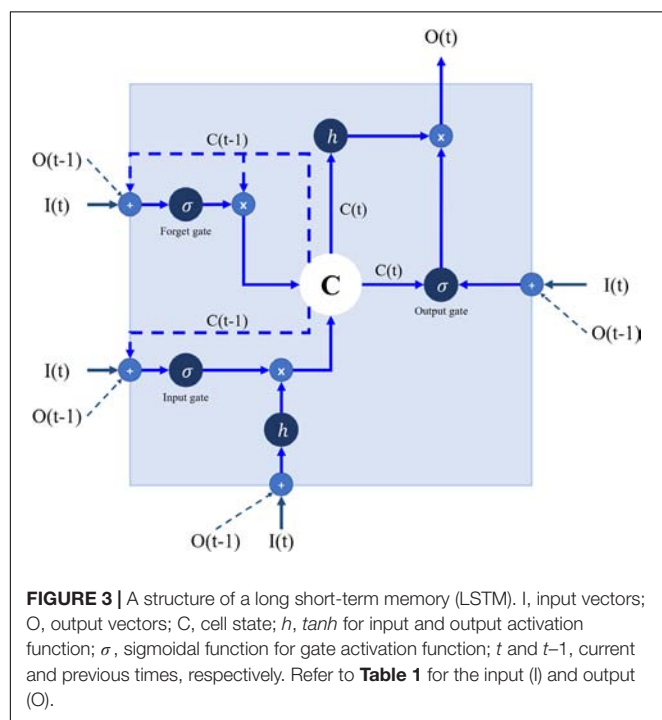 O(t)
h
x
C(t-1)
O(t-1)
I(t)
+
σ
x
Forget gate
C(t)
C
C(t)
σ
Output gate
+
I(t)
O(t-1)
C(t-1)
I(t)
+
σ
x
Input gate
O(t-1)
h
+
O(t-1)
I(t)
FIGURE 3 | A structure of a long short-term memory (LSTM). I, input vectors;
O, output vectors; C, cell state; h, tanh for input and output activation
function; σ, sigmoidal function for gate activation function; t and t–1, current
and previous times, respectively. Refer to Table 1 for the input (I) and output
(O).